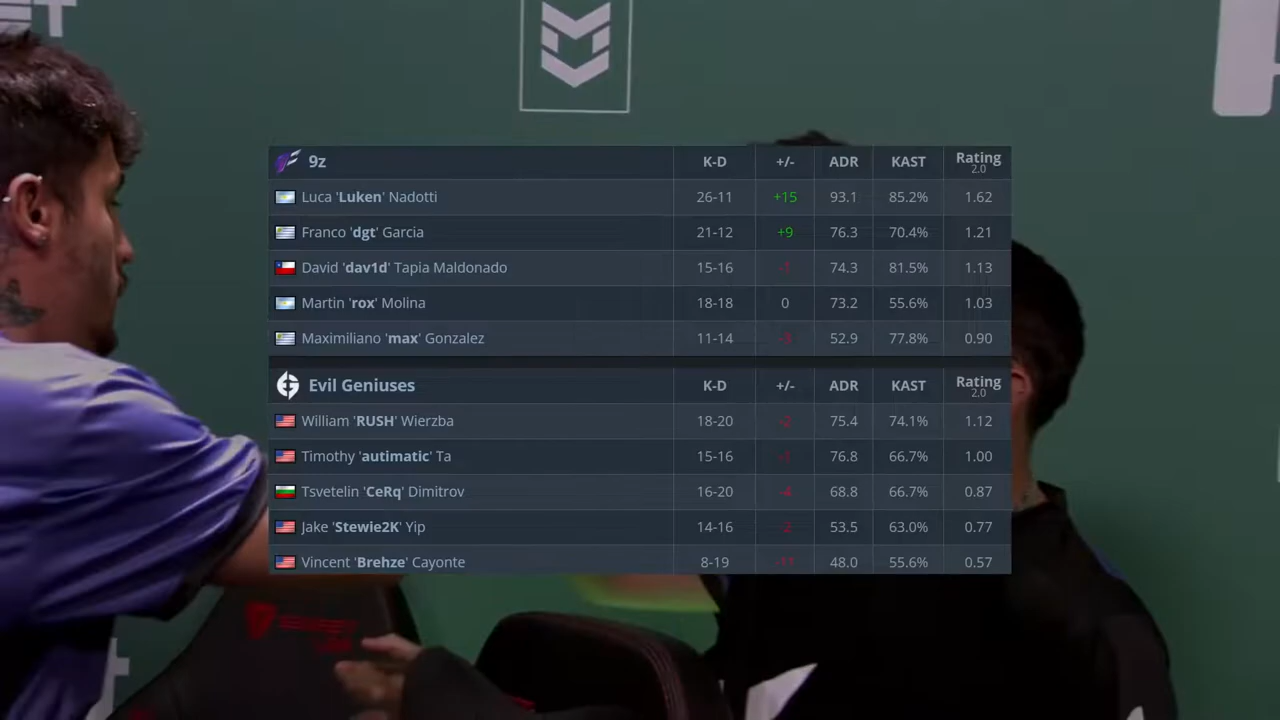 9z K-D +/- ADR KAST Rating 2.0
Luca 'Luken' Nadotti 26-11 +15 93.1 85.2% 1.62
Franco 'dgt' Garcia 21-12 +9 76.3 70.4% 1.21
David 'dav1d' Tapia Maldonado 15-16 -1 74.3 81.5% 1.13
Martin 'rox' Molina 18-18 0 73.2 55.6% 1.03
Maximiliano 'max' Gonzalez 11-14 -3 52.9 77.8% 0.90
Evil Geniuses K-D +/- ADR KAST Rating 2.0
William 'RUSH' Wierzba 18-20 -2 75.4 74.1% 1.12
Timothy 'autimatic' Ta 15-16 -1 76.8 66.7% 1.00
Tsvetelin 'CeRq' Dimitrov 16-20 -4 68.8 66.7% 0.87
Jake 'Stewie2K' Yip 14-16 -2 53.5 63.0% 0.77
Vincent 'Brehze' Cayonte 8-19 -11 48.0 55.6% 0.57